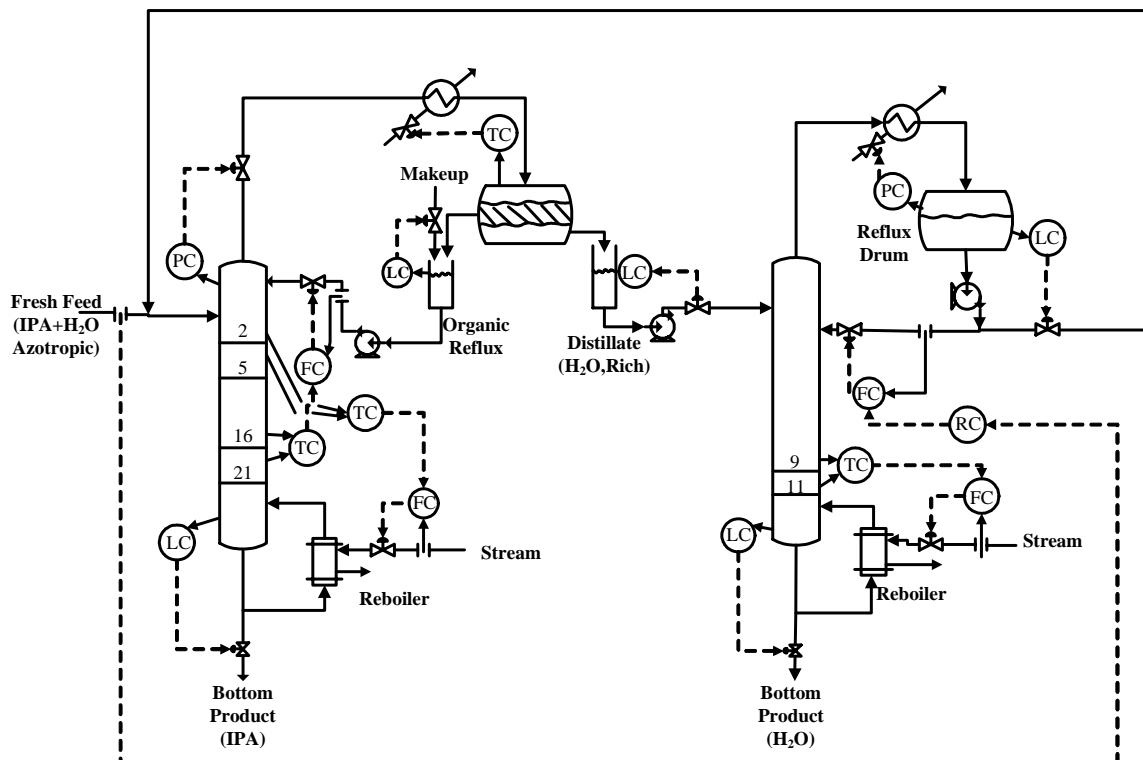 TC
Makeup
PC
Reflux
Drum
LC
PC
LC
LC
Fresh Feed
(IPA+H₂O
Azotropic)
Organic
Reflux
Distillate
(H₂O,Rich)
2
5
16
21
FC
TC
TC
FC
LC
Stream
Reboiler
Bottom
Product
(IPA)
FC
RC
9
11
TC
FC
LC
Stream
Reboiler
Bottom
Product
(H₂O)